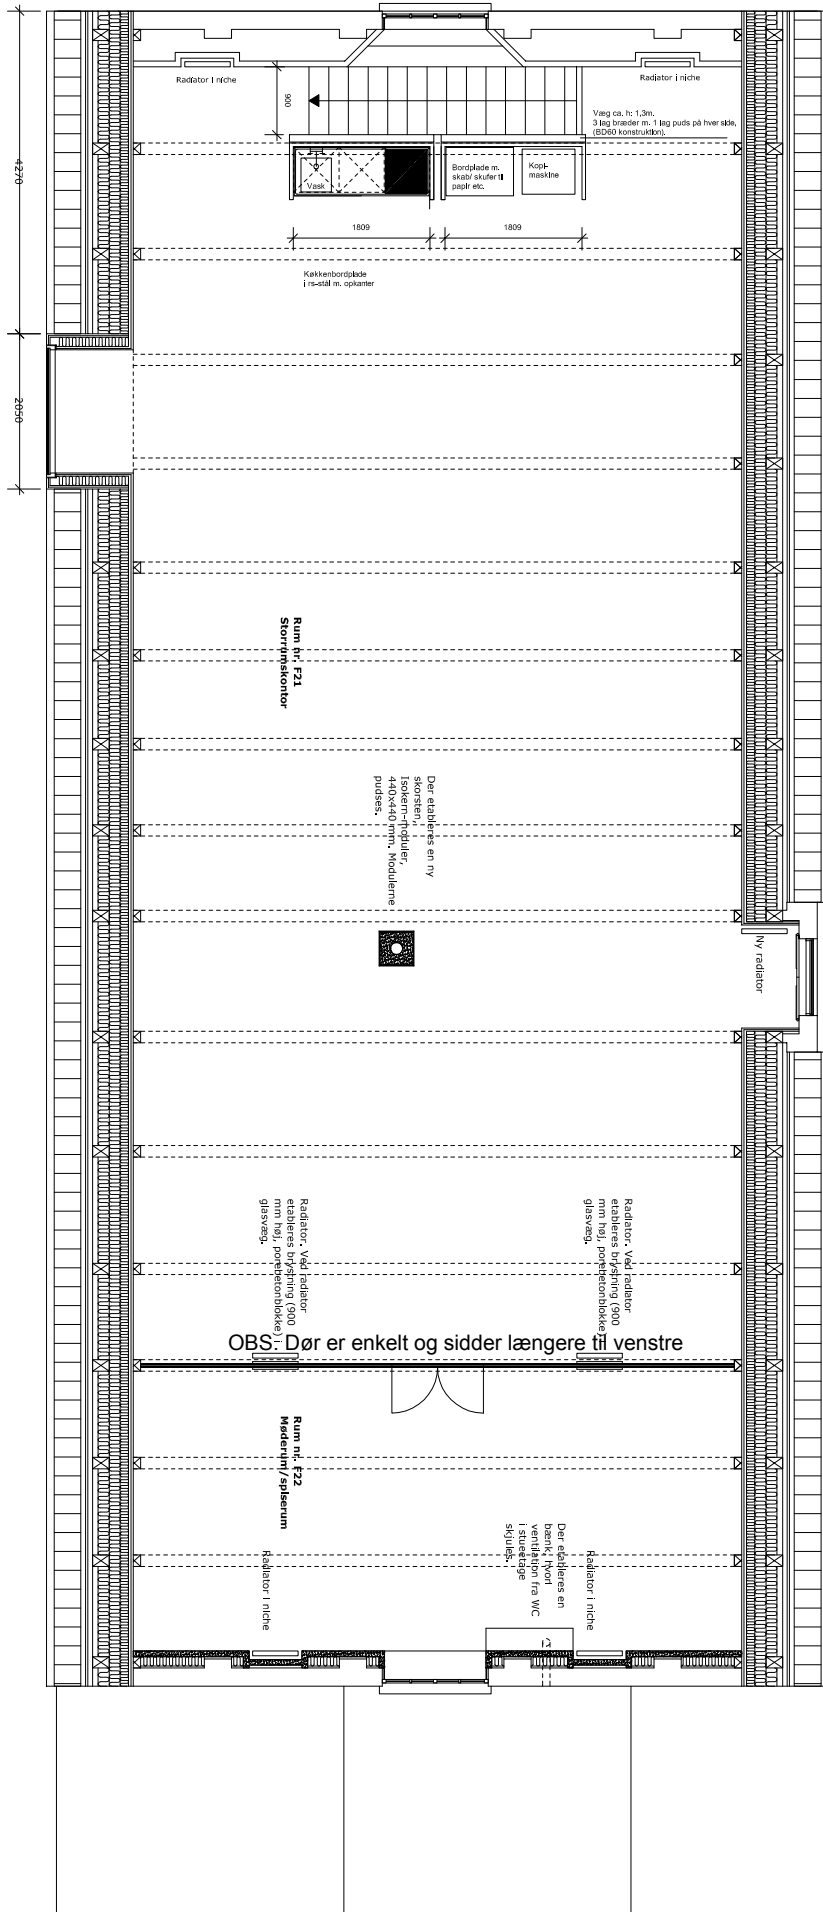 Radiator i niche
Radiator i niche
900
Væg ca. h: 1,3m.
3 lag bræder m. 1 lag puds på hver side,
(BD60 konstruktion).
Vask
Bordplade m.
skab/ skufer til
papir etc.
Kopi-
maskine
1809
1809
Køkkenbordplade
i rs-stål m. opkanter
4270
2050
Rum nr. F21
Storrumskontor
Der etableres en ny
skorsten,
Isokern-moduler,
440x440 mm. Modulerne
pudses.
Ny radiator
Radiator. Ved radiator
etableres brystning (900
mm høj, porebetonblokke) i
glasvæg.
Radiator. Ved radiator
etableres brystning (900
mm høj, porebetonblokke) i
glasvæg.
OBS. Dør er enkelt og sidder længere til venstre
Rum nr. F22
Møderum/spiserum
Der etableres en
bænk, hvori
ventilation fra WC
i stueetage
skjules.
Radiator i niche
Radiator i niche